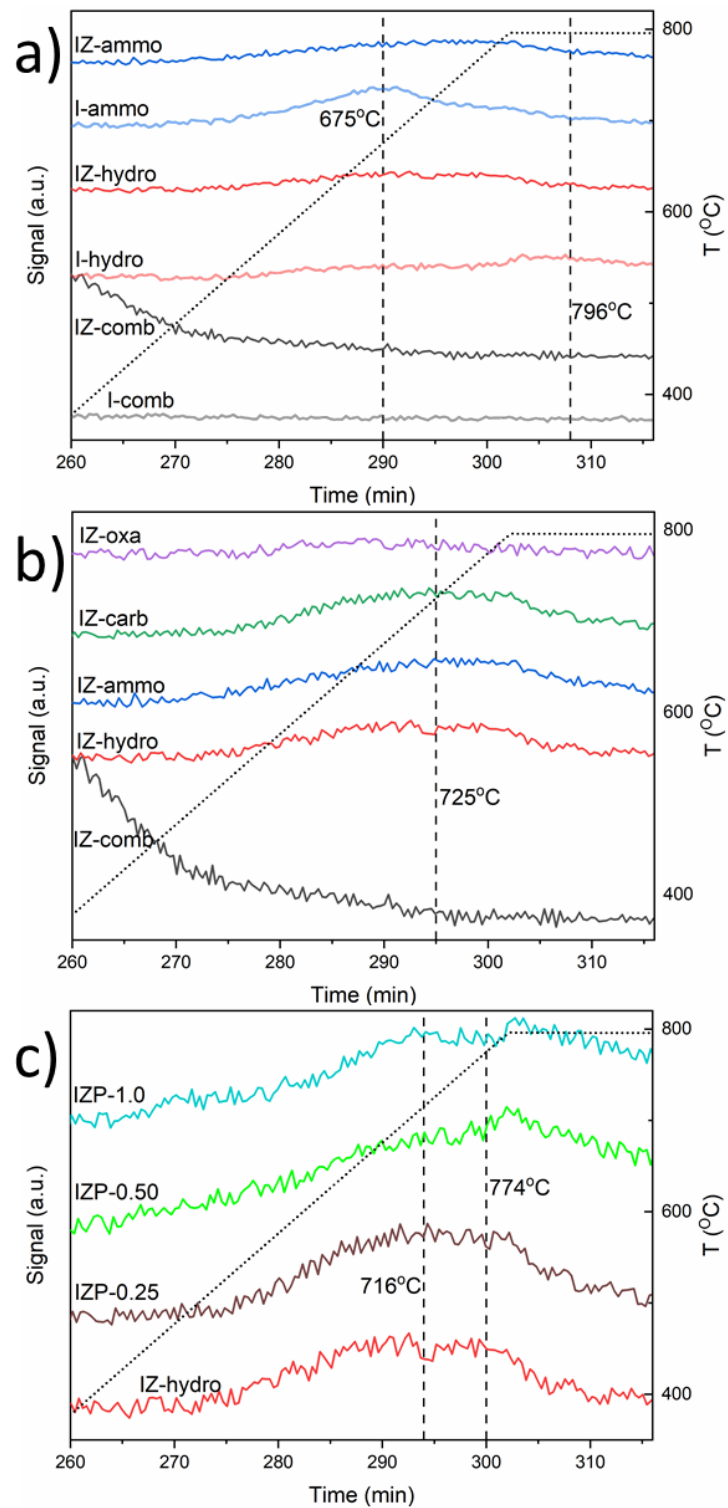 a)
IZ-ammo
I-ammo
675°C
IZ-hydro
I-hydro
IZ-comb
796°C
I-comb
Signal (a.u.)
T (°C)
800
600
400
260 270 280 290 300 310
Time (min)
b)
IZ-oxa
IZ-carb
IZ-ammo
IZ-hydro
725°C
IZ-comb
Signal (a.u.)
T (°C)
800
600
400
260 270 280 290 300 310
Time (min)
c)
IZP-1.0
IZP-0.50
774°C
IZP-0.25
716°C
IZ-hydro
Signal (a.u.)
T (°C)
800
600
400
260 270 280 290 300 310
Time (min)